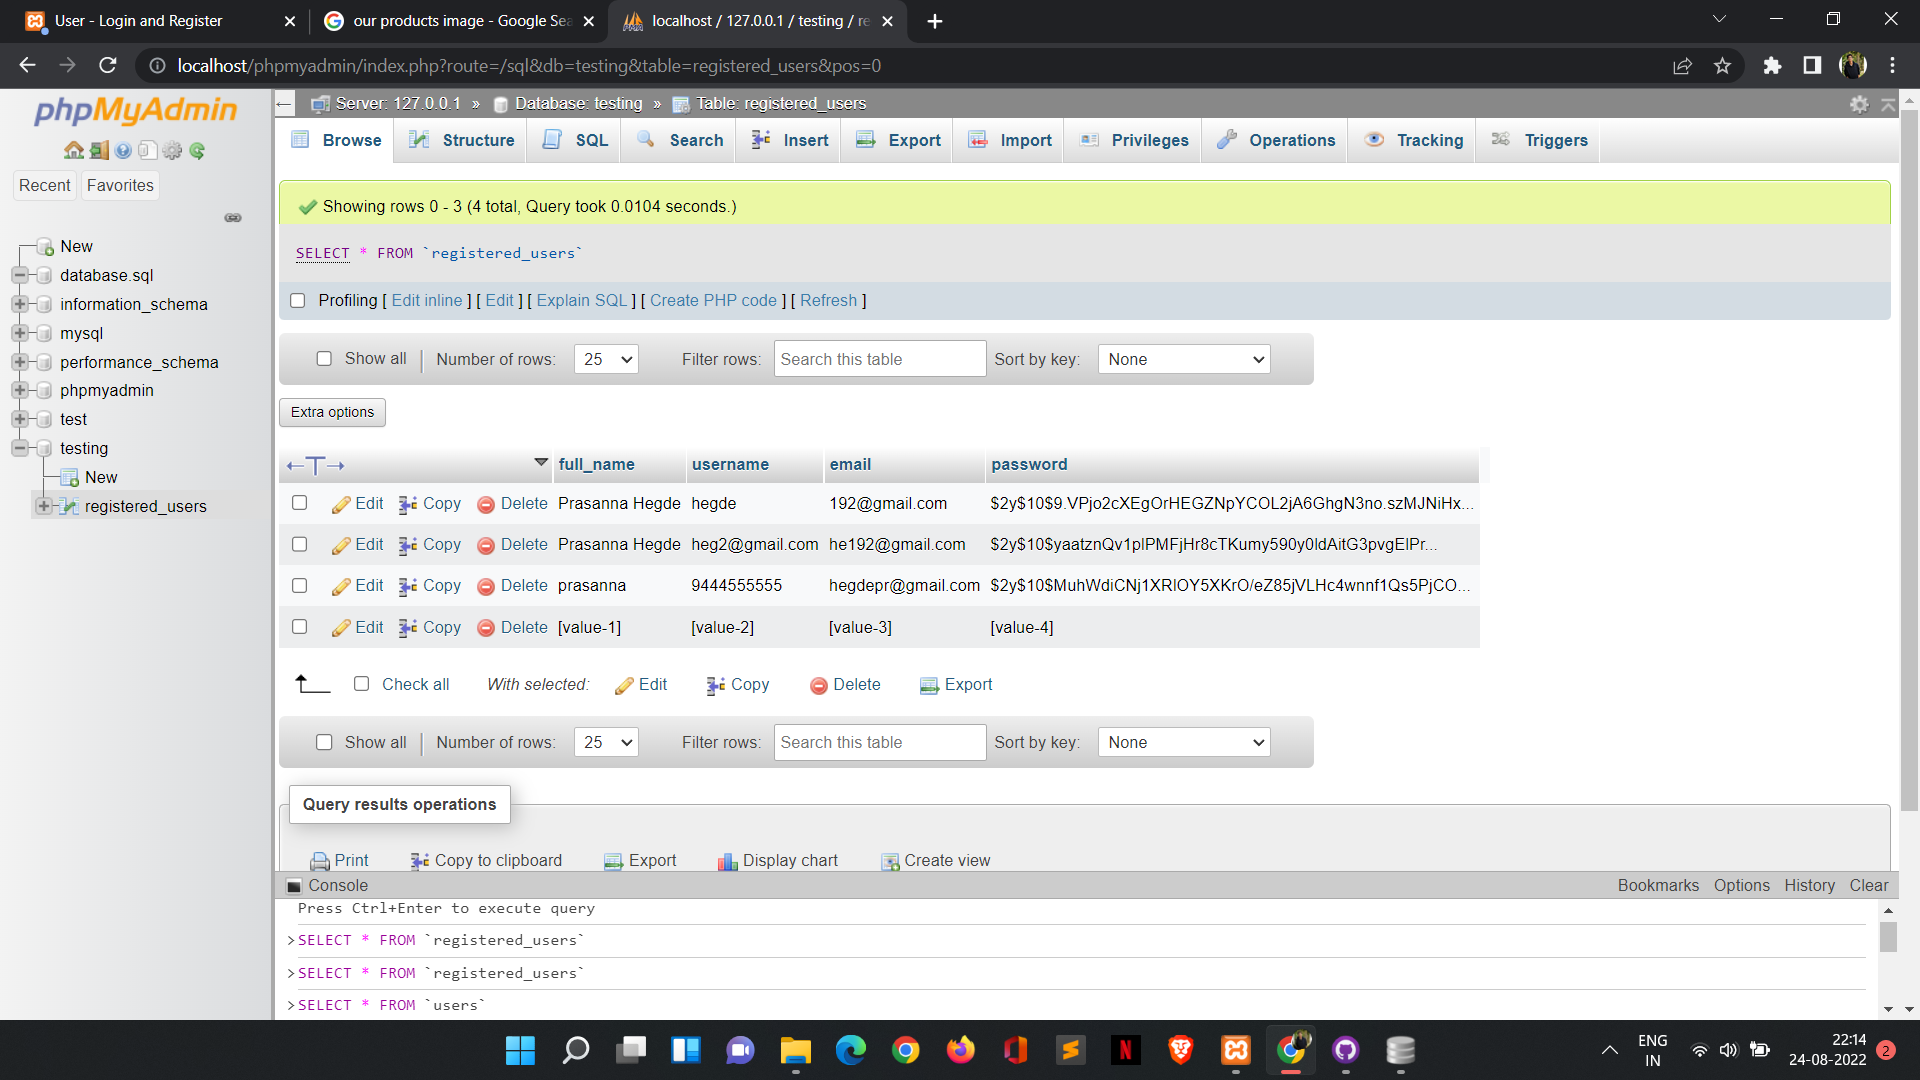 User - Login and Register
our products image - Google Sea
localhost / 127.0.0.1 / testing / re
localhost/phpmyadmin/index.php?route=/sql&db=testing&table=registered_users&pos=0
phpMyAdmin
Recent Favorites
New
database.sql
information_schema
mysql
performance_schema
phpmyadmin
test
testing
New
registered_users
Server: 127.0.0.1 » Database: testing » Table: registered_users
Browse Structure SQL Search Insert Export Import Privileges Operations Tracking Triggers
Showing rows 0 - 3 (4 total, Query took 0.0104 seconds.)
SELECT * FROM `registered_users`
Profiling [ Edit inline ] [ Edit ] [ Explain SQL ] [ Create PHP code ] [ Refresh ]
Show all | Number of rows: 25 Filter rows: Search this table Sort by key: None
Extra options
full_name username email password
Edit Copy Delete Prasanna Hegde hegde 192@gmail.com $2y$10$9.VPjo2cXEgOrHEGZNpYCOL2jA6GhgN3no.szMJNiHx...
Edit Copy Delete Prasanna Hegde heg2@gmail.com he192@gmail.com $2y$10$yaatznQv1plPMFjHr8cTKumy590y0ldAitG3pvgElPr...
Edit Copy Delete prasanna 9444555555 hegdepr@gmail.com $2y$10$MuhWdiCNj1XRlOY5XKrO/eZ85jVLHc4wnnf1Qs5PjCO...
Edit Copy Delete [value-1] [value-2] [value-3] [value-4]
Check all With selected: Edit Copy Delete Export
Show all | Number of rows: 25 Filter rows: Search this table Sort by key: None
Query results operations
Print Copy to clipboard Export Display chart Create view
Console Bookmarks Options History Clear
Press Ctrl+Enter to execute query
>SELECT * FROM `registered_users`
>SELECT * FROM `registered_users`
>SELECT * FROM `users`
ENG
IN
22:14
24-08-2022
2